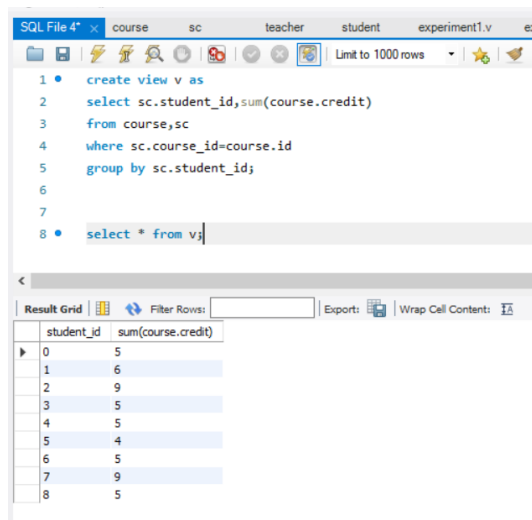 SQL File 4* × course sc teacher student experiment1.v
Limit to 1000 rows
1 create view v as
2 select sc.student_id,sum(course.credit)
3 from course,sc
4 where sc.course_id=course.id
5 group by sc.student_id;
6
7
8 select * from v;
Result Grid Filter Rows: Export: Wrap Cell Content: IA
student_id sum(course.credit)
0 5
1 6
2 9
3 5
4 5
5 4
6 5
7 9
8 5